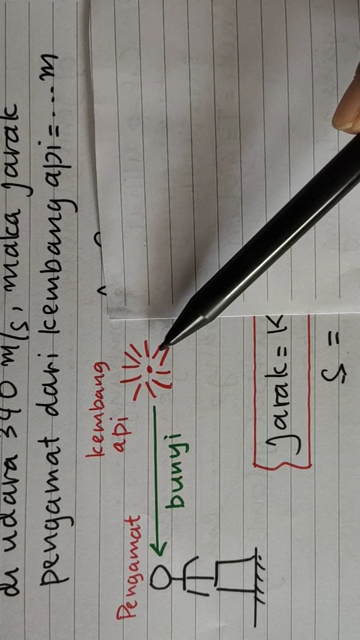 di udara 340 m/s, maka jarak
pengamat dari kembang api = ... m
kembang
api
Pengamat
bunyi
Jarak = K
S =